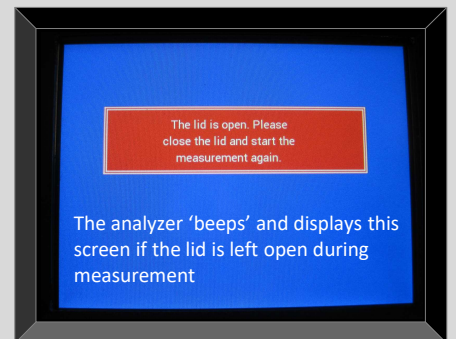 The lid is open. Please
close the lid and start the
measurement again.
The analyzer ‘beeps’ and displays this
screen if the lid is left open during
measurement